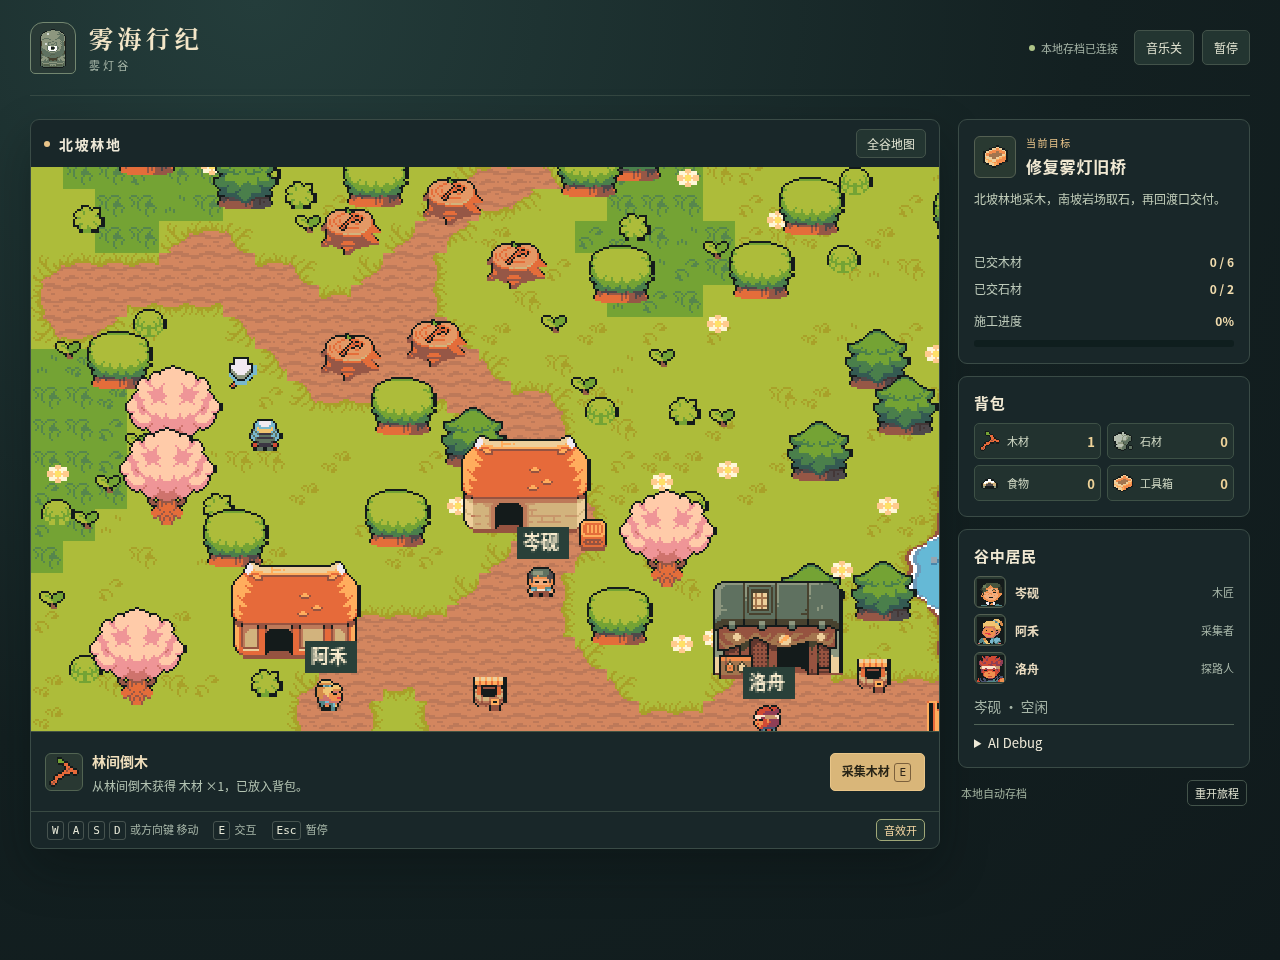 雾海行纪
雾灯谷
本地存档已连接
音乐关
暂停
北坡林地
全谷地图
岑砚
阿禾
洛舟
林间倒木
从林间倒木获得 木材 ×1，已放入背包。
采集木材 E
W A S D 或方向键 移动 E 交互 Esc 暂停
音效开
当前目标
修复雾灯旧桥
北坡林地采木，南坡岩场取石，再回渡口交付。
已交木材 0 / 6
已交石材 0 / 2
施工进度 0%
背包
木材 1 石材 0
食物 0 工具箱 0
谷中居民
岑砚 木匠
阿禾 采集者
洛舟 探路人
岑砚 · 空闲
AI Debug
本地自动存档 重开旅程